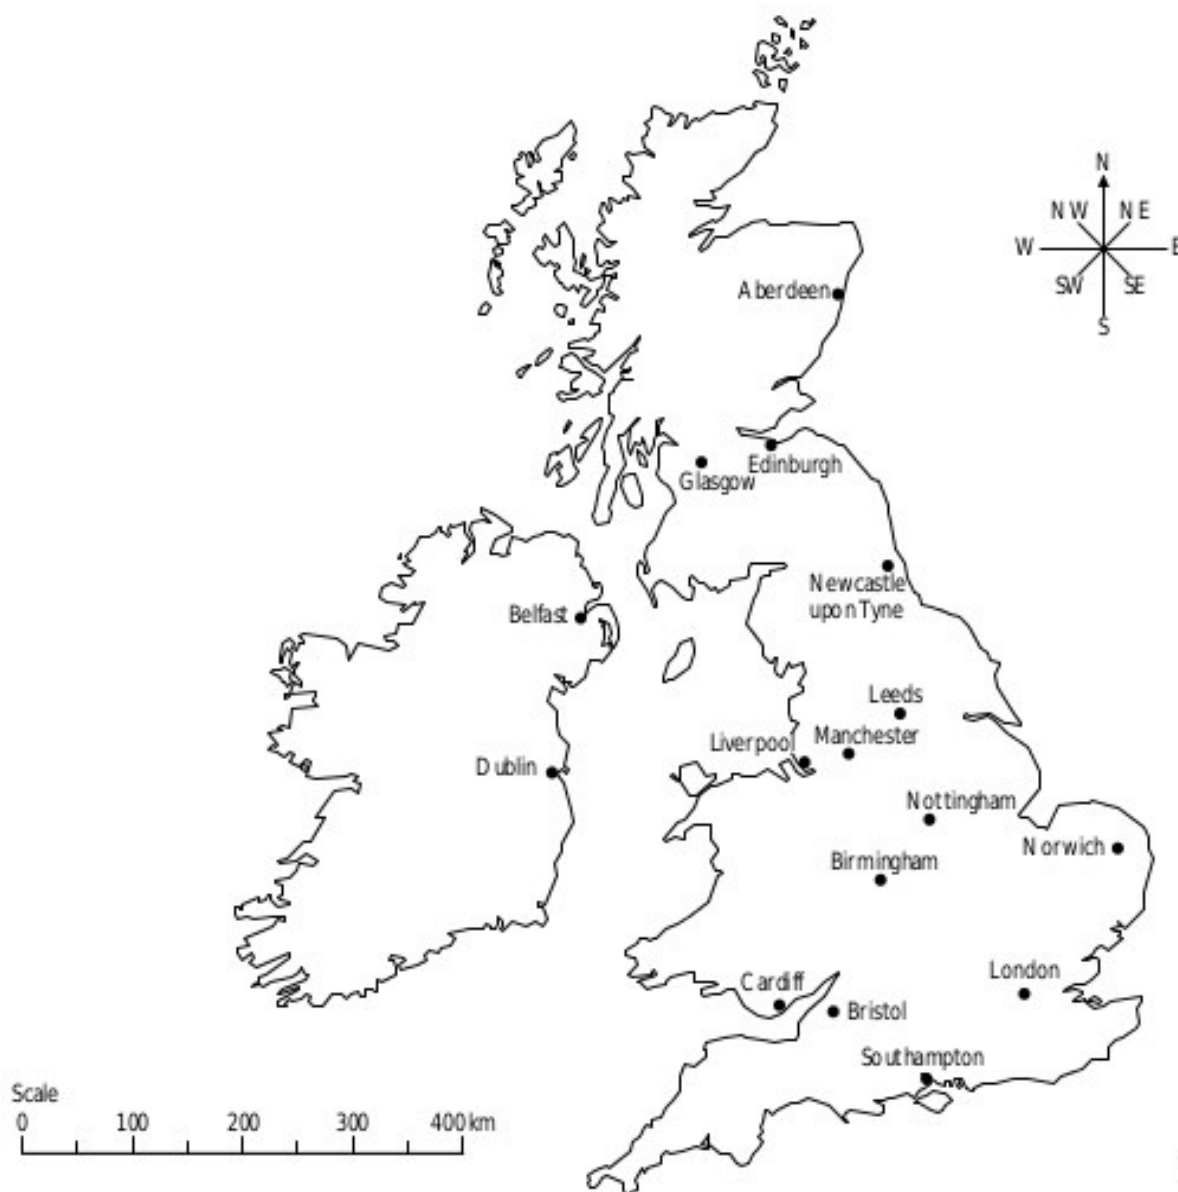 N
NW NE
W E
SW SE
S
Aberdeen
Edinburgh
Glasgow
Newcastle
upon Tyne
Belfast
Leeds
Manchester
Liverpool
Dublin
Nottingham
Norwich
Birmingham
London
Cardiff
Bristol
Southampton
Scale
0 100 200 300 400 km